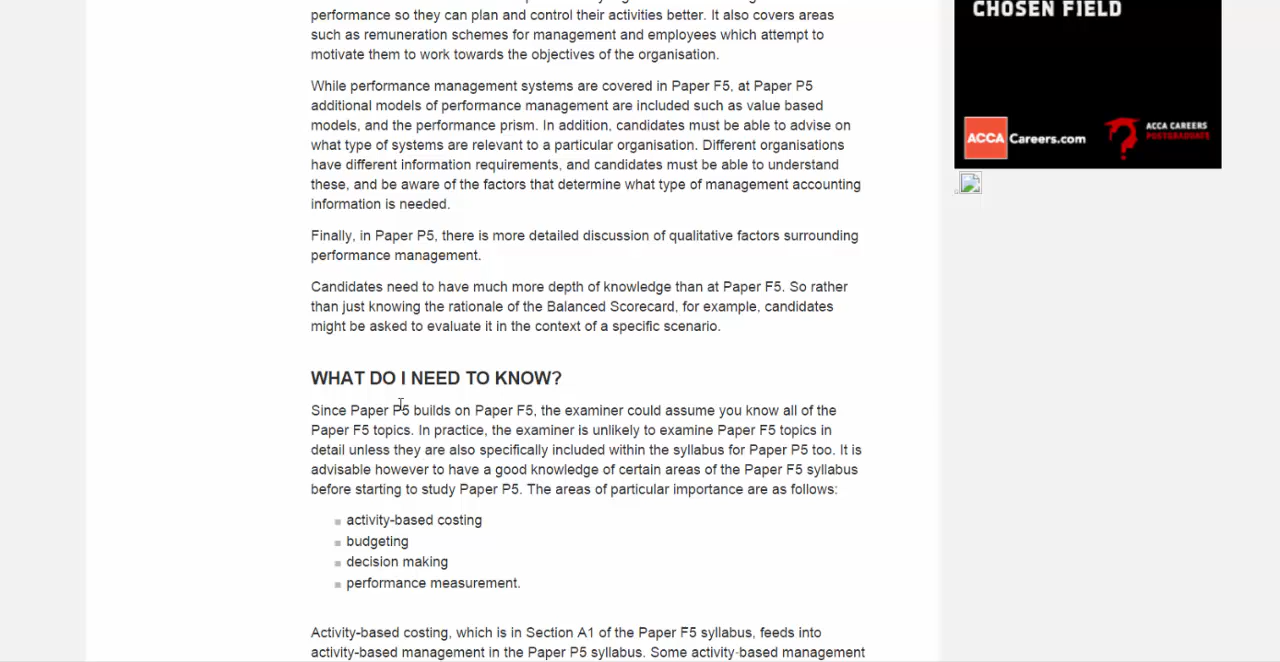 CHOSEN FIELD
performance so they can plan and control their activities better. It also covers areas
such as remuneration schemes for management and employees which attempt to
motivate them to work towards the objectives of the organisation.
While performance management systems are covered in Paper F5, at Paper P5
additional models of performance management are included such as value based
models, and the performance prism. In addition, candidates must be able to advise on
what type of systems are relevant to a particular organisation. Different organisations
have different information requirements, and candidates must be able to understand
these, and be aware of the factors that determine what type of management accounting
information is needed.
ACCA Careers.com
ACCA CAREERS
POSTGRADUATE
Finally, in Paper P5, there is more detailed discussion of qualitative factors surrounding
performance management.
Candidates need to have much more depth of knowledge than at Paper F5. So rather
than just knowing the rationale of the Balanced Scorecard, for example, candidates
might be asked to evaluate it in the context of a specific scenario.
WHAT DO I NEED TO KNOW?
Since Paper P5 builds on Paper F5, the examiner could assume you know all of the
Paper F5 topics. In practice, the examiner is unlikely to examine Paper F5 topics in
detail unless they are also specifically included within the syllabus for Paper P5 too. It is
advisable however to have a good knowledge of certain areas of the Paper F5 syllabus
before starting to study Paper P5. The areas of particular importance are as follows:
activity-based costing
budgeting
decision making
performance measurement.
Activity-based costing, which is in Section A1 of the Paper F5 syllabus, feeds into
activity-based management in the Paper P5 syllabus. Some activity-based management